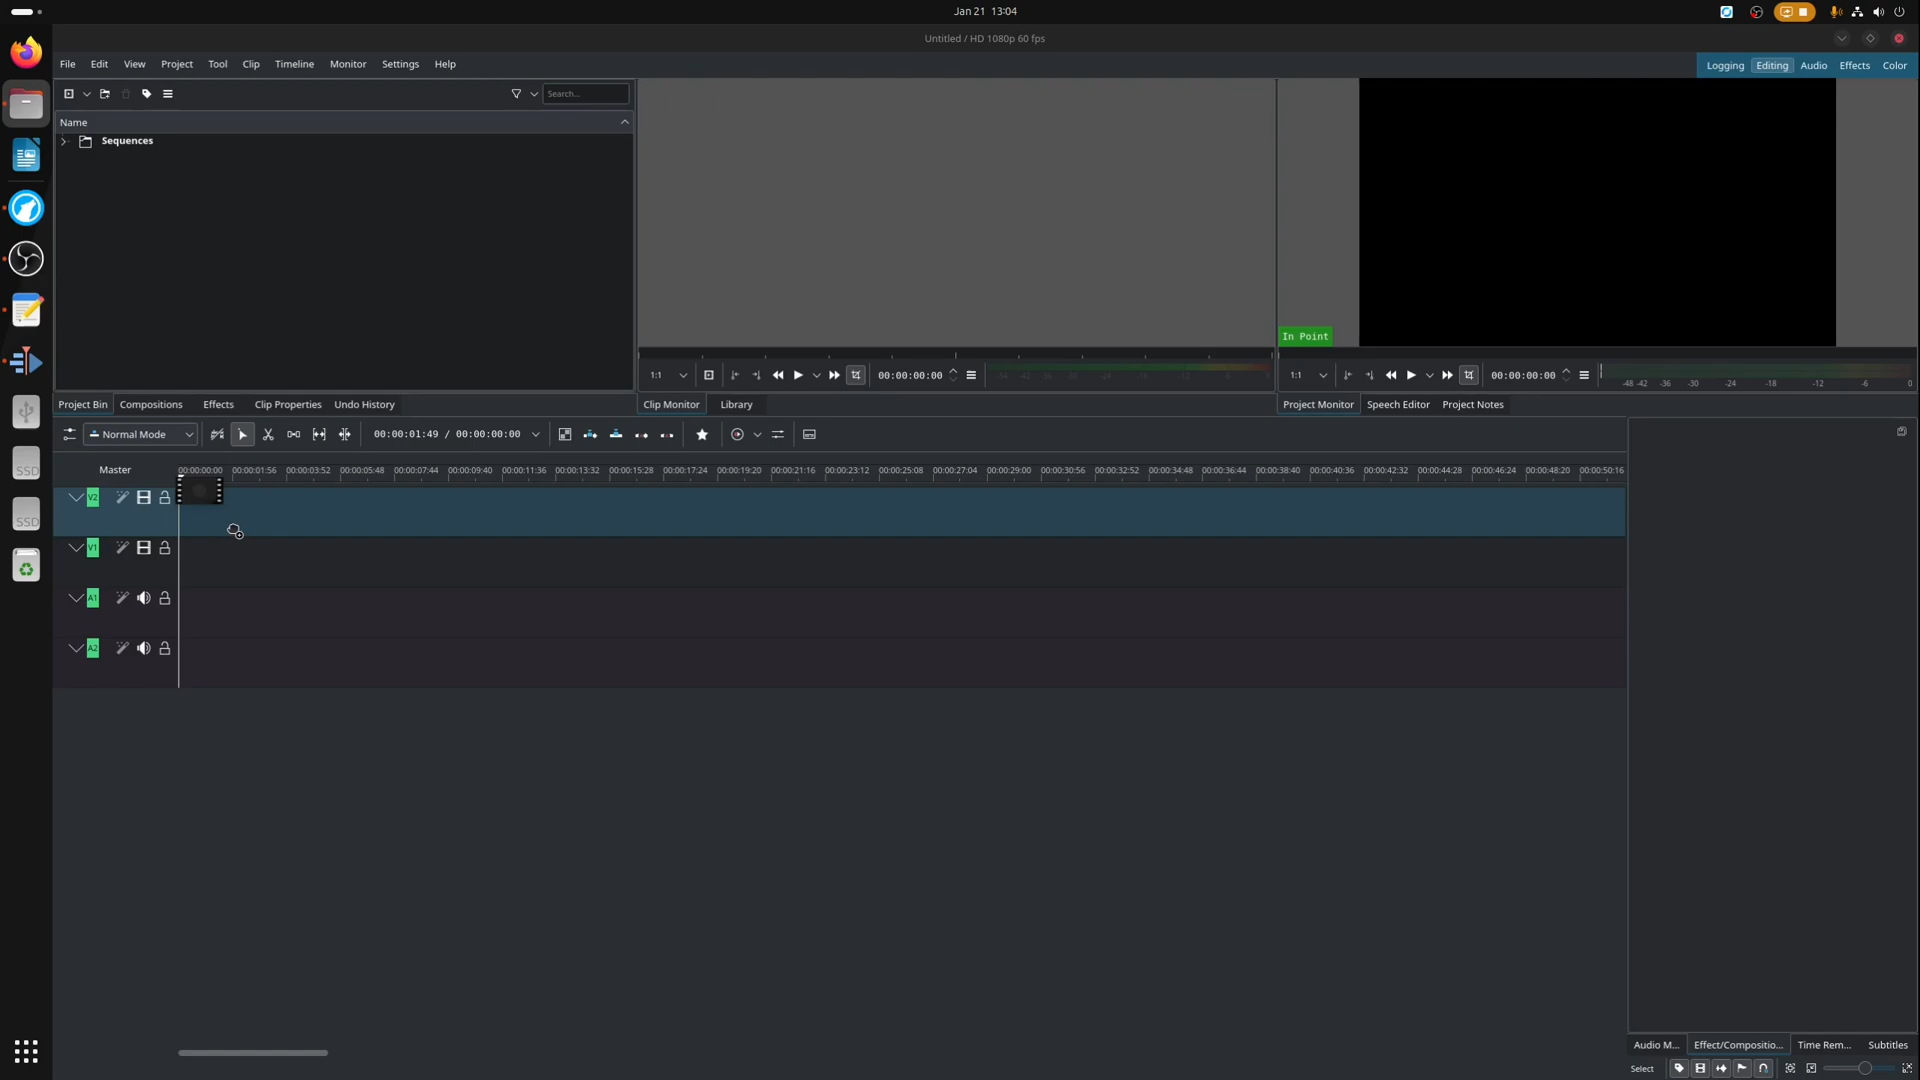 Jan 21 13:04
Untitled / HD 1080p 60 fps
File Edit View Project Tool Clip Timeline Monitor Settings Help
Logging Editing Audio Effects Color
Search...
Name
Sequences
In Point
1:1 00:00:00:00 -54 -42 -36 -30 -24 -18 -12 -6 0
1:1 00:00:00:00 -48 -42 -36 -30 -24 -18 -12 -6 0
Project Bin Compositions Effects Clip Properties Undo History
Clip Monitor Library
Project Monitor Speech Editor Project Notes
Normal Mode 00:00:01:49 / 00:00:00:00
Master 00:00:00:00 00:00:01:56 00:00:03:52 00:00:05:48 00:00:07:44 00:00:09:40 00:00:11:36 00:00:13:32 00:00:15:28 00:00:17:24 00:00:19:20 00:00:21:16 00:00:23:12 00:00:25:08 00:00:27:04 00:00:29:00 00:00:30:56 00:00:32:52 00:00:34:48 00:00:36:44 00:00:38:40 00:00:40:36 00:00:42:32 00:00:44:28 00:00:46:24 00:00:48:20 00:00:50:16
V2
V1
A1
A2
SSD
SSD
Audio M... Effect/Compositio... Time Rem... Subtitles
Select